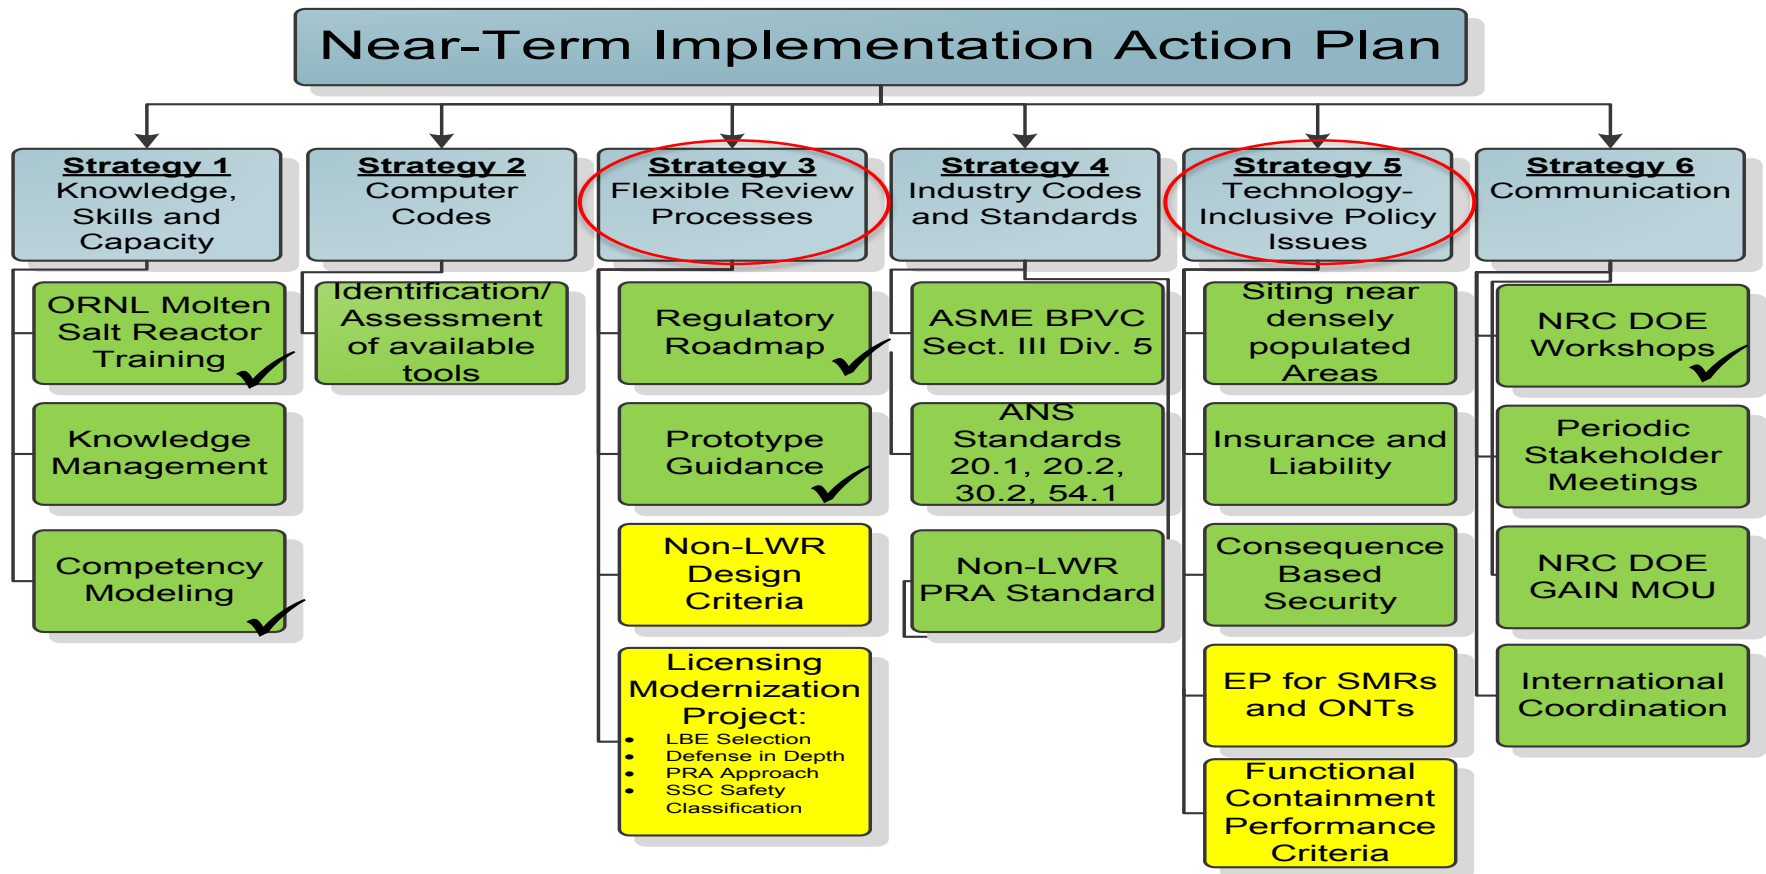 Near-Term Implementation Action Plan
Strategy 1
Knowledge,
Skills and
Capacity
ORNL Molten
Salt Reactor
Training
Knowledge
Management
Competency
Modeling
Strategy 2
Computer
Codes
Identification/
Assessment
of available
tools
Strategy 3
Flexible Review
Processes
Regulatory
Roadmap
Prototype
Guidance
Non-LWR
Design
Criteria
Licensing
Modernization
Project:
• LBE Selection
• Defense in Depth
• PRA Approach
• SSC Safety
Classification
Strategy 4
Industry Codes
and Standards
ASME BPVC
Sect. III Div. 5
ANS
Standards
20.1, 20.2,
30.2, 54.1
Non-LWR
PRA Standard
Strategy 5
Technology-
Inclusive Policy
Issues
Siting near
densely
populated
Areas
Insurance and
Liability
Consequence
Based
Security
EP for SMRs
and ONTs
Functional
Containment
Performance
Criteria
Strategy 6
Communication
NRC DOE
Workshops
Periodic
Stakeholder
Meetings
NRC DOE
GAIN MOU
International
Coordination